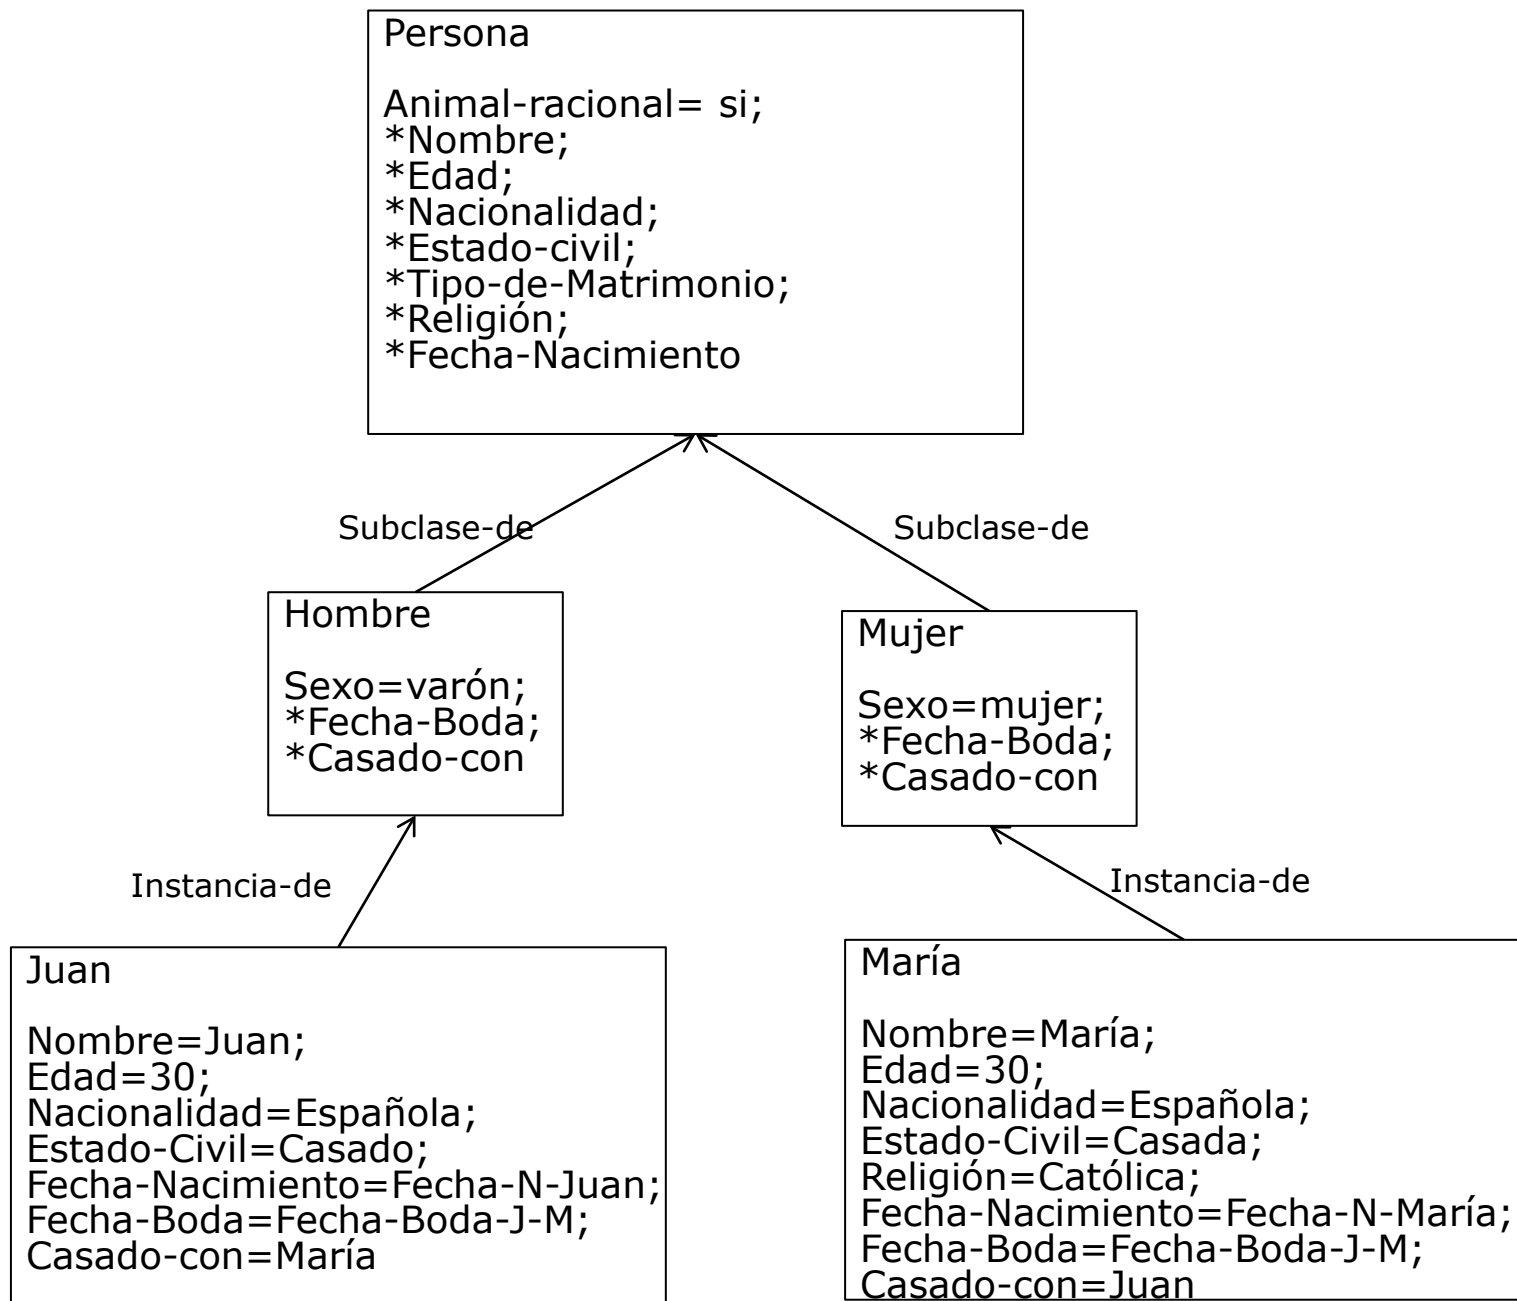 Persona
Animal-racional= si;
*Nombre;
*Edad;
*Nacionalidad;
*Estado-civil;
*Tipo-de-Matrimonio;
*Religión;
*Fecha-Nacimiento
Subclase-de
Subclase-de
Hombre
Sexo=varón;
*Fecha-Boda;
*Casado-con
Mujer
Sexo=mujer;
*Fecha-Boda;
*Casado-con
Instancia-de
Instancia-de
Juan
Nombre=Juan;
Edad=30;
Nacionalidad=Española;
Estado-Civil=Casado;
Fecha-Nacimiento=Fecha-N-Juan;
Fecha-Boda=Fecha-Boda-J-M;
Casado-con=María
María
Nombre=María;
Edad=30;
Nacionalidad=Española;
Estado-Civil=Casada;
Religión=Católica;
Fecha-Nacimiento=Fecha-N-María;
Fecha-Boda=Fecha-Boda-J-M;
Casado-con=Juan